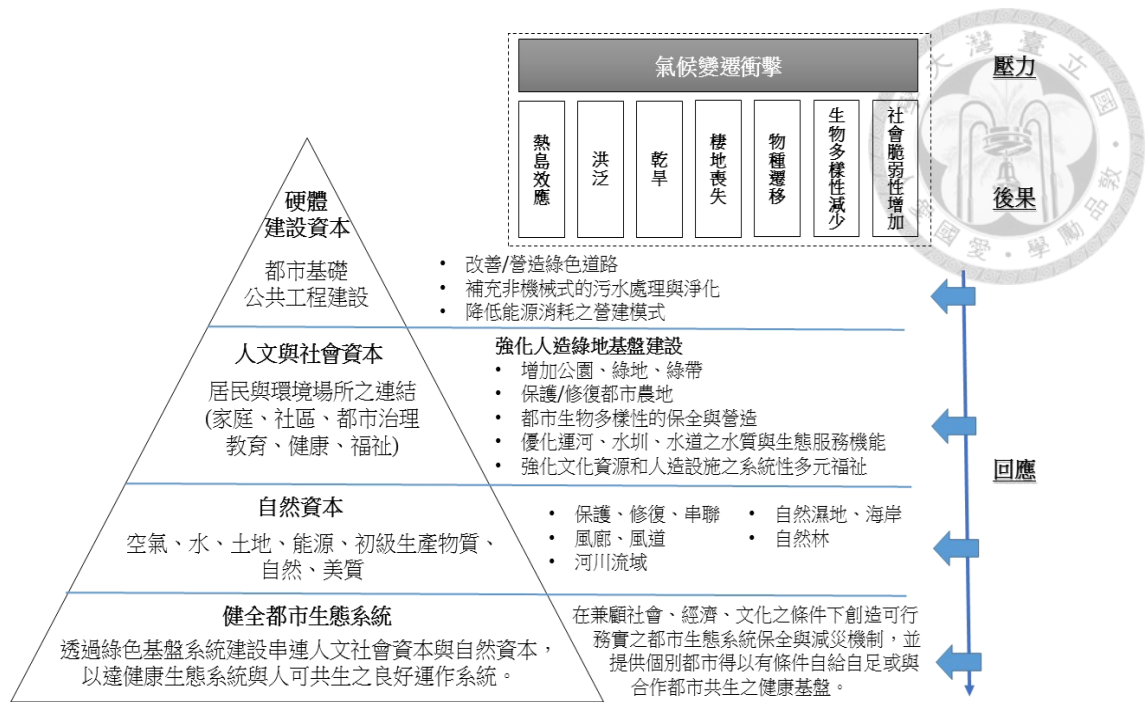 氣候變遷衝擊
壓力
熱島效應
洪泛
乾旱
棲地喪失
物種遷移
生物多樣性減少
社會脆弱性增加
後果
硬體
建設資本
都市基礎
公共工程建設
• 改善/營造綠色道路
• 補充非機械式的污水處理與淨化
• 降低能源消耗之營建模式
人文與社會資本
居民與環境場所之連結
(家庭、社區、都市治理
教育、健康、福祉)
強化人造綠地基盤建設
• 增加公園、綠地、綠帶
• 保護/修復都市農地
• 都市生物多樣性的保全與營造
• 優化運河、水圳、水道之水質與生態服務機能
• 強化文化資源和人造設施之系統性多元福祉
回應
自然資本
空氣、水、土地、能源、初級生產物質、
自然、美質
• 保護、修復、串聯
• 風廊、風道
• 河川流域
• 自然濕地、海岸
• 自然林
健全都市生態系統
透過綠色基盤系統建設串連人文社會資本與自然資本，
以達健康生態系統與人可共生之良好運作系統。
在兼顧社會、經濟、文化之條件下創造可行
務實之都市生態系統保全與減災機制，並
提供個別都市得以有條件自給自足或與
合作都市共生之健康基盤。